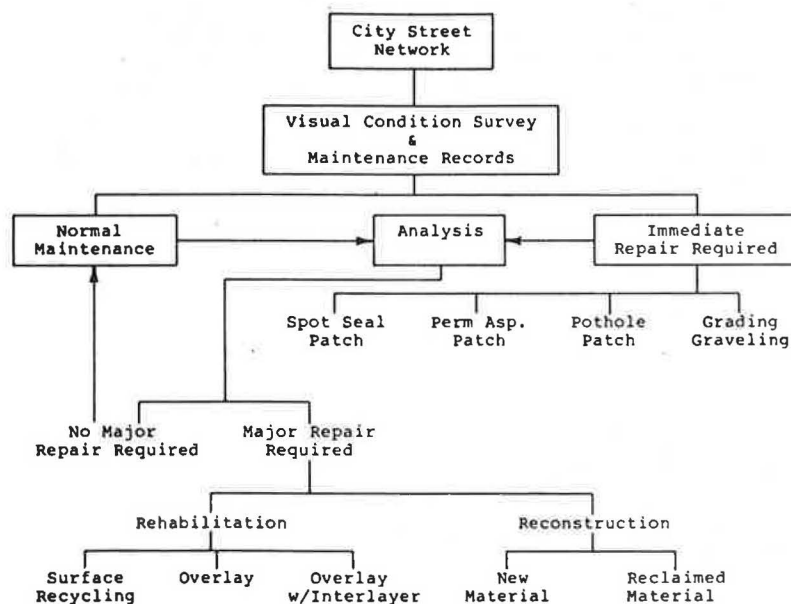 City Street
Network
Visual Condition Survey
&
Maintenance Records
Normal
Maintenance
Analysis
Immediate
Repair Required
Spot Seal
Patch
Perm Asp.
Patch
Pothole
Patch
Grading
Graveling
No Major
Repair Required
Major Repair
Required
Rehabilitation
Reconstruction
Surface
Recycling
Overlay
Overlay
w/Interlayer
New
Material
Reclaimed
Material